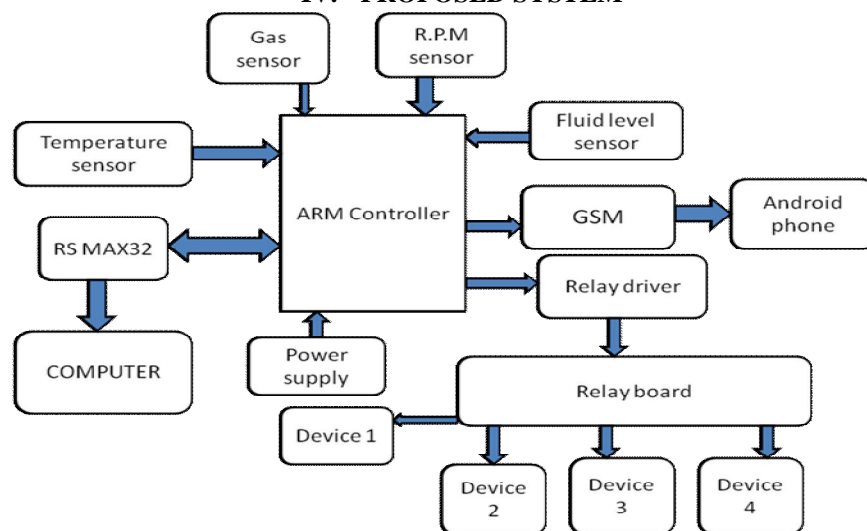 IV. PROPOSED SYSTEM
Gas
sensor
R.P.M
sensor
Temperature
sensor
Fluid level
sensor
ARM Controller
GSM
Android
phone
RS MAX32
Relay driver
COMPUTER
Power
supply
Relay board
Device 1
Device
2
Device
3
Device
4